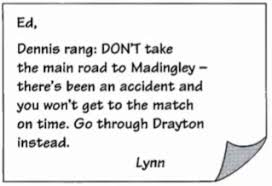 Ed,
Dennis rang: DON'T take
the main road to Madingley –
there's been an accident and
you won't get to the match
on time. Go through Drayton
instead.
Lynn